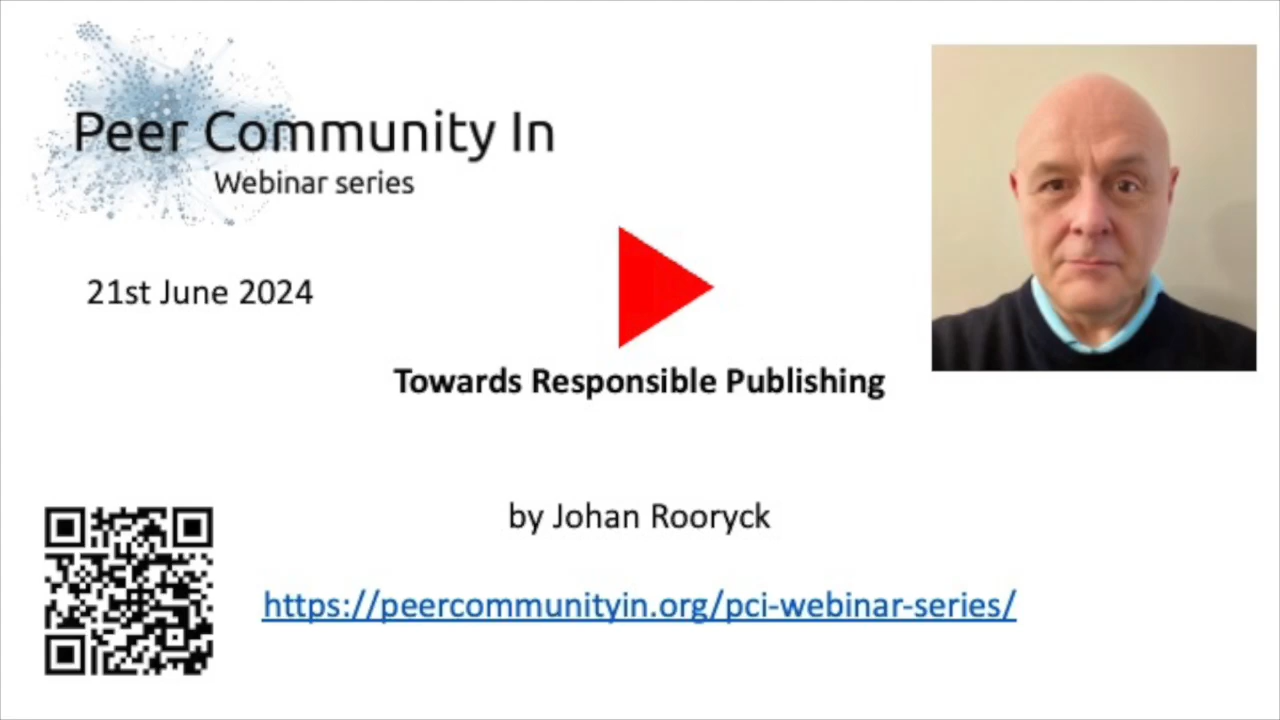 Peer Community In
Webinar series
21st June 2024
Towards Responsible Publishing
by Johan Rooryck
https://peercommunityin.org/pci-webinar-series/